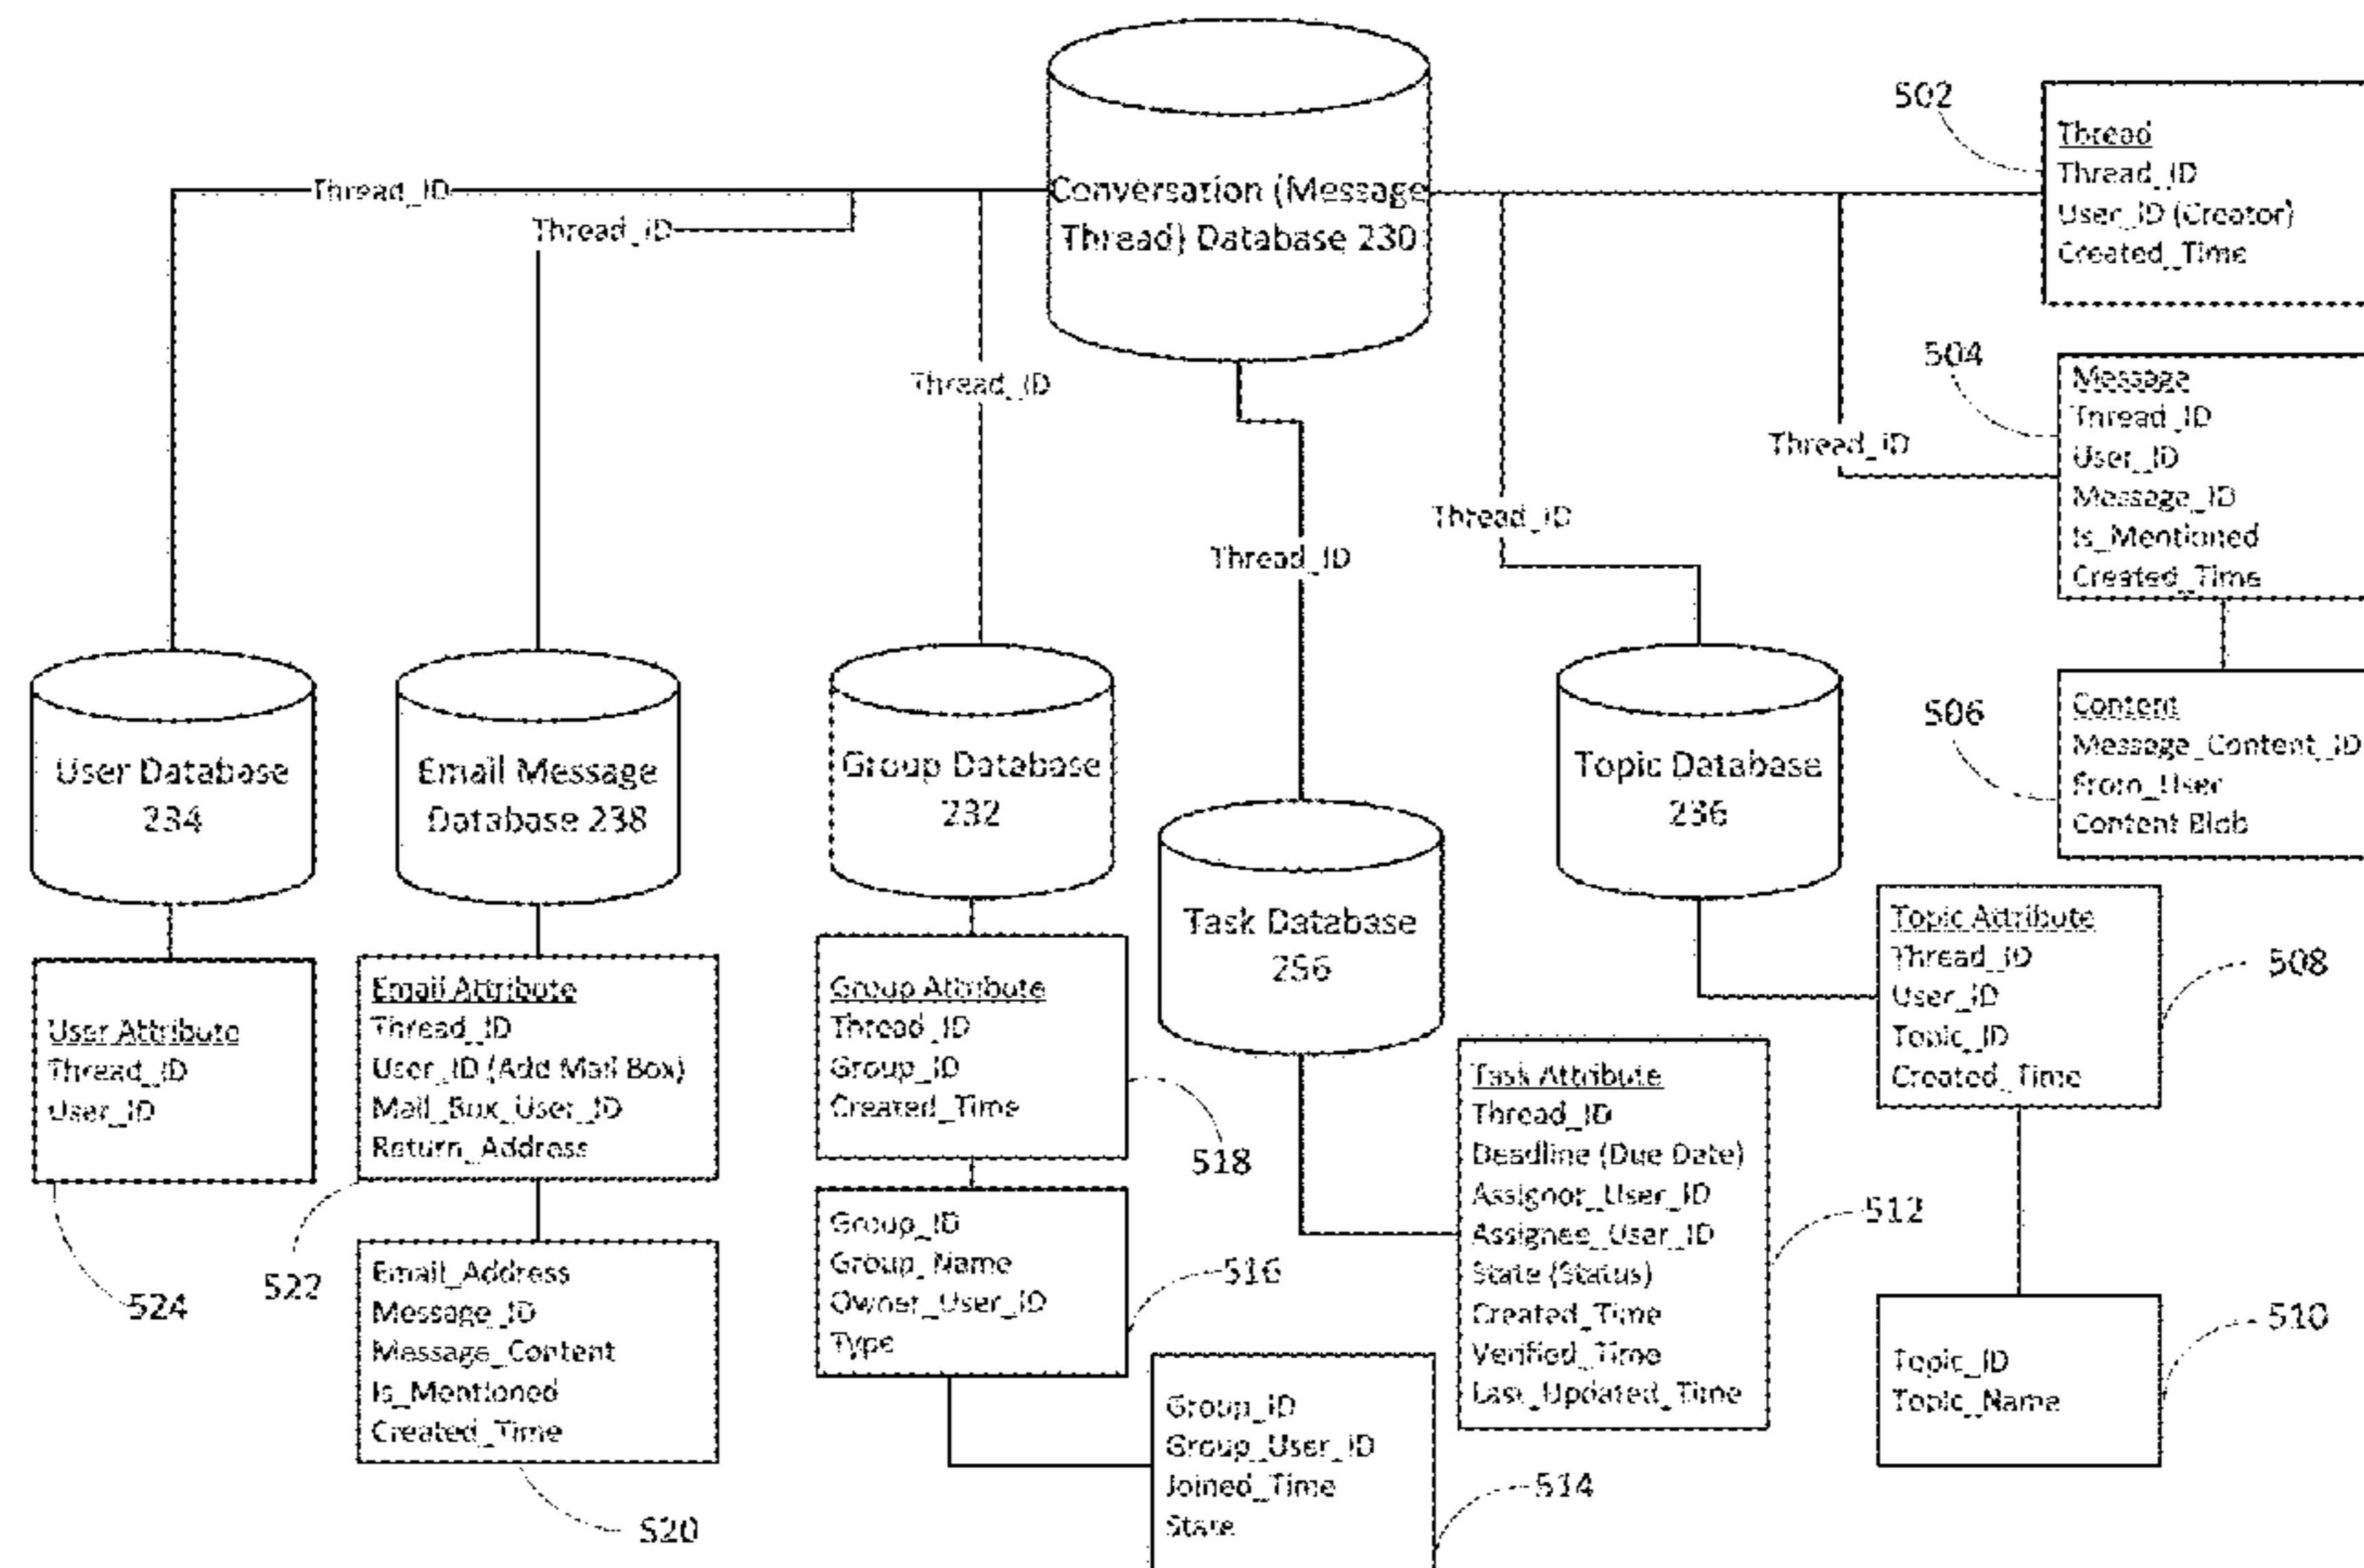 Conversation (Message
Thread) Database 230
Thread_ID
Thread_ID
Thread_ID
Thread_ID
Thread_ID
Thread_ID
502
Thread
Thread_ID
User_ID (Creator)
Created_Time
504
Message
Thread_ID
User_ID
Message_ID
Is_Mentioned
Created_Time
506
Content
Message_Content_ID
From_User
Content Blob
User Database
234
Email Message
Database 238
Group Database
232
Task Database
256
Topic Database
236
User Attribute
Thread_ID
User_ID
524
Email Attribute
Thread_ID
User_ID (Add Mail Box)
Mail_Box_User_ID
Return_Address
522
Email_Address
Message_ID
Message_Content
Is_Mentioned
Created_Time
520
Group Attribute
Thread_ID
Group_ID
Created_Time
518
Group_ID
Group_Name
Owner_User_ID
Type
516
Group_ID
Group_User_ID
Joined_Time
State
514
Task Attribute
Thread_ID
Deadline (Due Date)
Assignor_User_ID
Assignee_User_ID
State (Status)
Created_Time
Verified_Time
Last_Updated_Time
512
Topic Attribute
Thread_ID
User_ID
Topic_ID
Created_Time
508
Topic_ID
Topic_Name
510